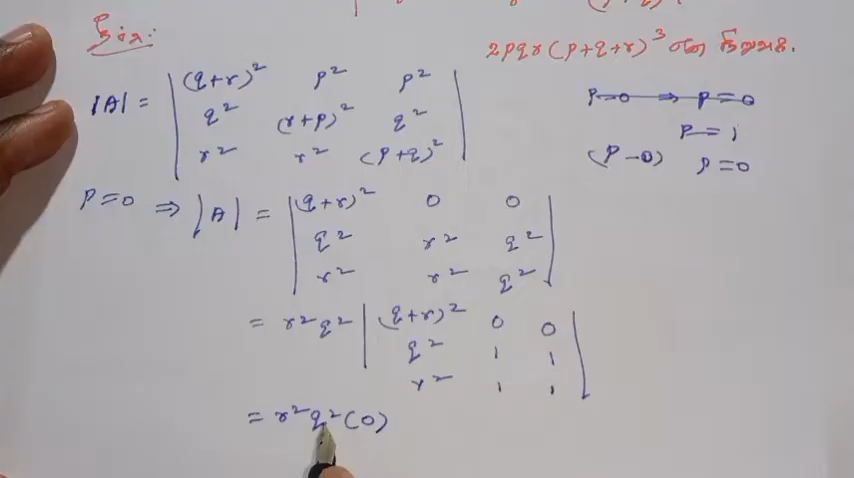 தீர்வு:
2pqr(p+q+r)³ என நிறுவுக.
|A| = | (q+r)² p² p² |
| q² (r+p)² q² |
| r² r² (p+q)² |
p=0 ⇒ p=0
p=1
(p-0) p=0
p=0 ⇒ |A| = | (q+r)² 0 0 |
| q² r² q² |
| r² r² q² |
= r²q² | (q+r)² 0 0 |
| q² 1 1 |
| r² 1 1 |
= r²q²(0)